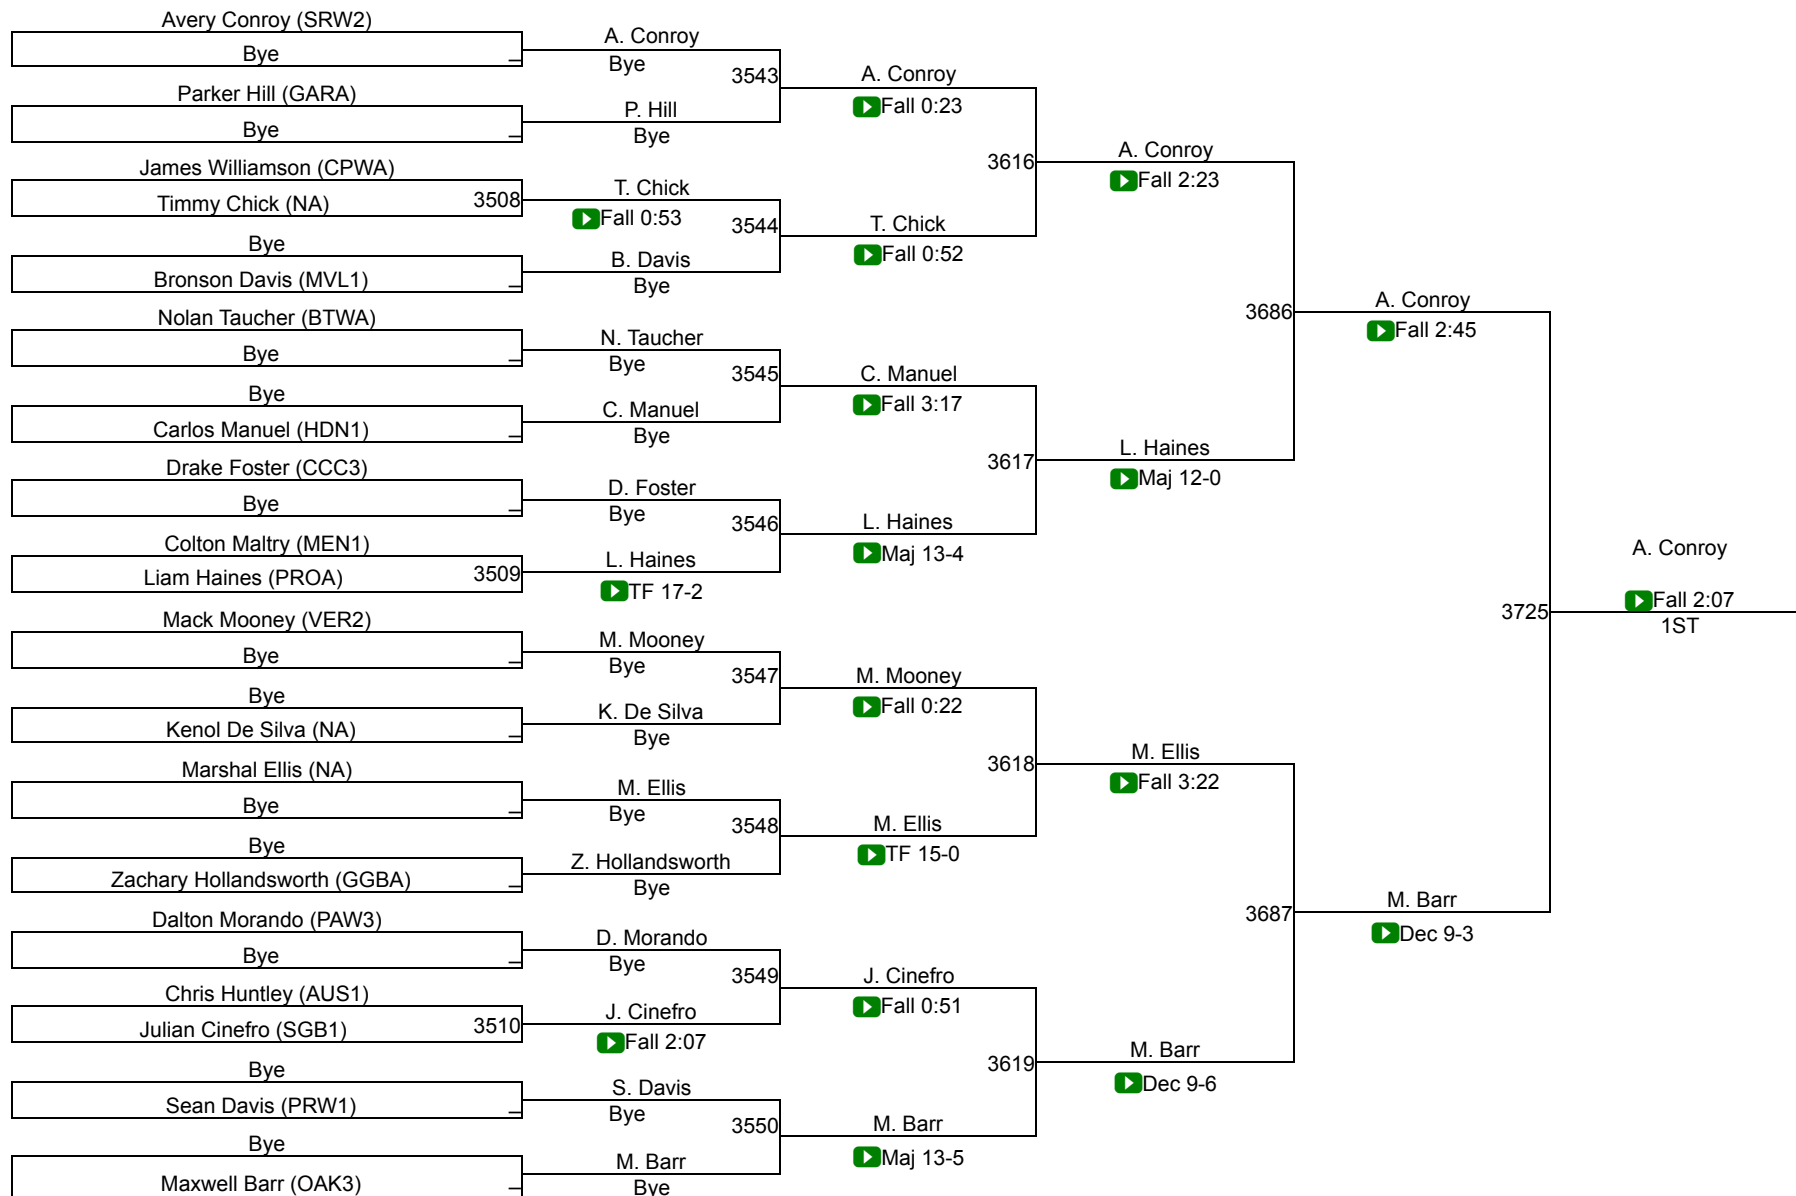 Avery Conroy (SRW2)
Bye
Parker Hill (GARA)
Bye
James Williamson (CPWA)
Timmy Chick (NA) 3508
Bye
Bronson Davis (MVL1)
Nolan Taucher (BTWA)
Bye
Bye
Carlos Manuel (HDN1)
Drake Foster (CCC3)
Bye
Colton Maltry (MEN1)
Liam Haines (PROA) 3509
Mack Mooney (VER2)
Bye
Bye
Kenol De Silva (NA)
Marshal Ellis (NA)
Bye
Bye
Zachary Hollandsworth (GGBA)
Dalton Morando (PAW3)
Bye
Chris Huntley (AUS1)
Julian Cinefro (SGB1) 3510
Bye
Sean Davis (PRW1)
Bye
Maxwell Barr (OAK3)
A. Conroy
Bye
3543
P. Hill
Bye
T. Chick
Fall 0:53
3544
B. Davis
Bye
N. Taucher
Bye
3545
C. Manuel
Bye
D. Foster
Bye
3546
L. Haines
TF 17-2
M. Mooney
Bye
3547
K. De Silva
Bye
M. Ellis
Bye
3548
Z. Hollandsworth
Bye
D. Morando
Bye
3549
J. Cinefro
Fall 2:07
S. Davis
Bye
3550
M. Barr
Bye
A. Conroy
Fall 0:23
3616
T. Chick
Fall 0:52
C. Manuel
Fall 3:17
3617
L. Haines
Maj 13-4
M. Mooney
Fall 0:22
3618
M. Ellis
TF 15-0
J. Cinefro
Fall 0:51
3619
M. Barr
Maj 13-5
A. Conroy
Fall 2:23
3686
L. Haines
Maj 12-0
M. Ellis
Fall 3:22
3687
M. Barr
Dec 9-6
A. Conroy
Fall 2:45
3725
M. Barr
Dec 9-3
A. Conroy
Fall 2:07
1ST